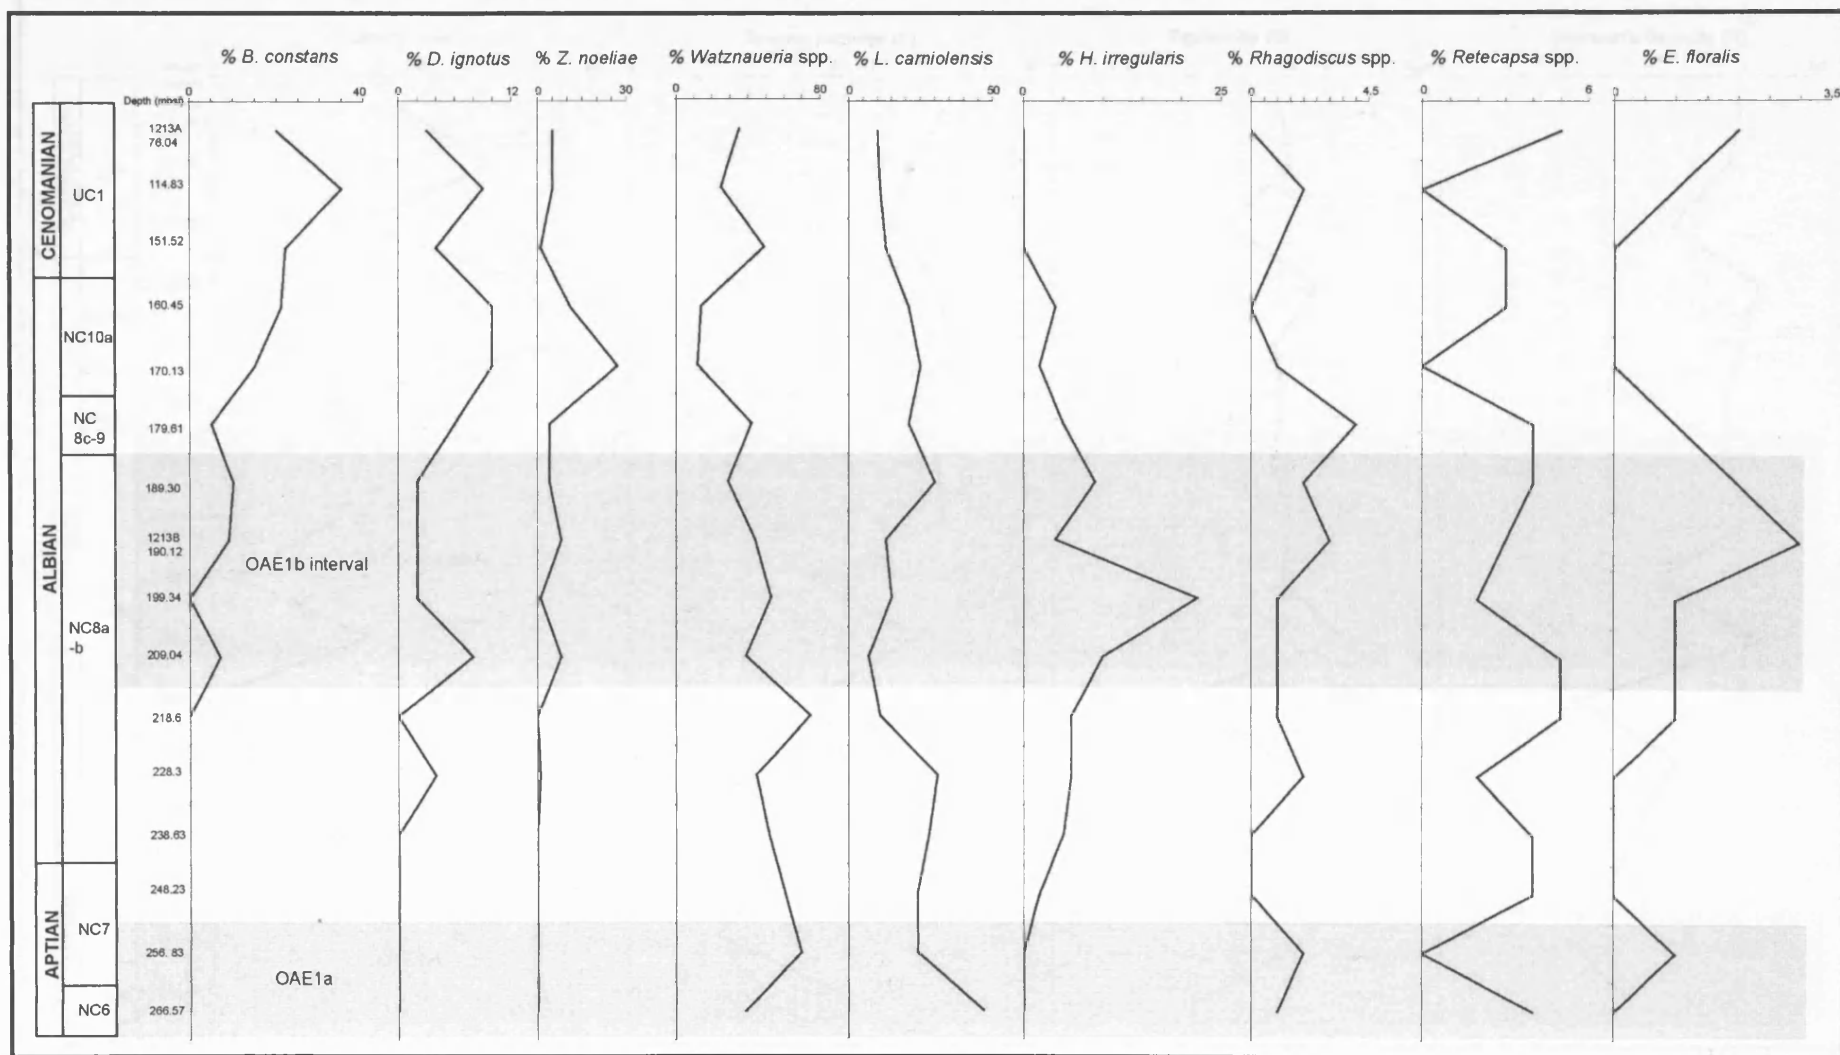 % B. constans % D. ignotus % Z. noeliae % Watznaueria spp. % L. carniolensis % H. irregularis % Rhagodiscus spp. % Retecapsa spp. % E. floralis
Depth (mbsf) 0 40 0 12 0 30 0 80 0 50 0 25 0 4.5 0 6 0 3.5
CENOMANIAN
UC1
1213A
76.04
114.83
151.52
ALBIAN
NC10a
160.45
170.13
NC
8c-9
179.61
NC8a
-b
189.30
1213B
190.12
OAE1b interval
199.34
209.04
218.6
228.3
238.63
APTIAN
NC7
248.23
256.83
OAE1a
NC6
266.57